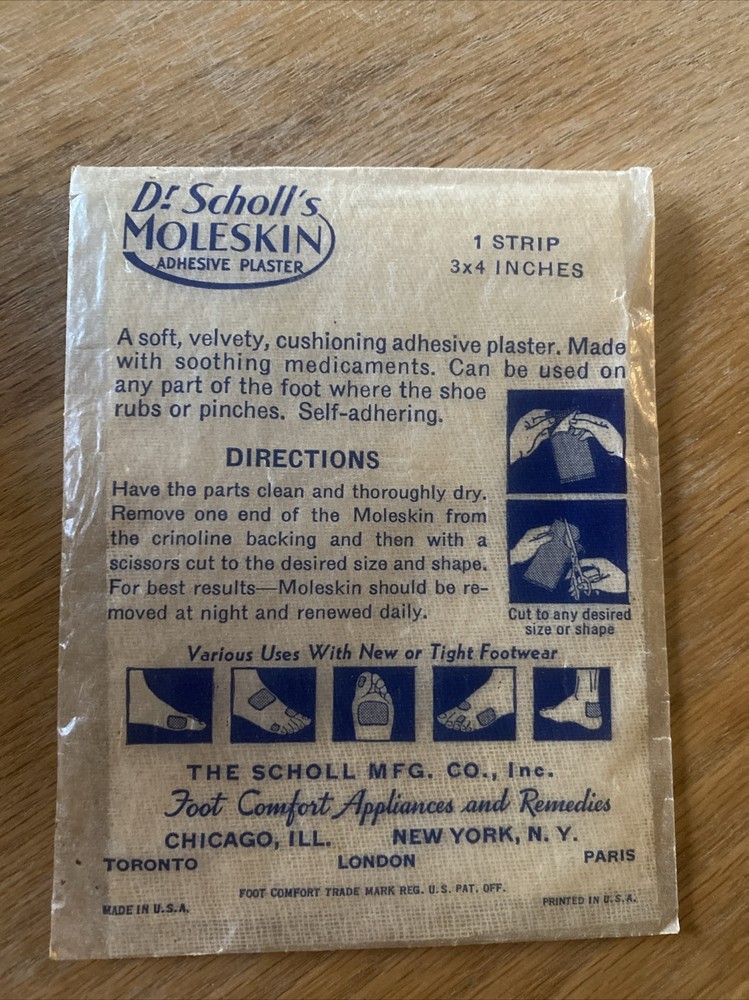 Dr Scholl's
MOLESKIN
ADHESIVE PLASTER
1 STRIP
3x4 INCHES
A soft, velvety, cushioning adhesive plaster. Made
with soothing medicaments. Can be used on
any part of the foot where the shoe
rubs or pinches. Self-adhering.
DIRECTIONS
Have the parts clean and thoroughly dry.
Remove one end of the Moleskin from
the crinoline backing and then with a
scissors cut to the desired size and shape.
For best results—Moleskin should be re-
moved at night and renewed daily.
Cut to any desired
size or shape
Various Uses With New or Tight Footwear
THE SCHOLL MFG. CO., Inc.
Foot Comfort Appliances and Remedies
CHICAGO, ILL. NEW YORK, N. Y.
TORONTO LONDON PARIS
FOOT COMFORT TRADE MARK REG. U. S. PAT. OFF.
MADE IN U.S.A. PRINTED IN U.S.A.